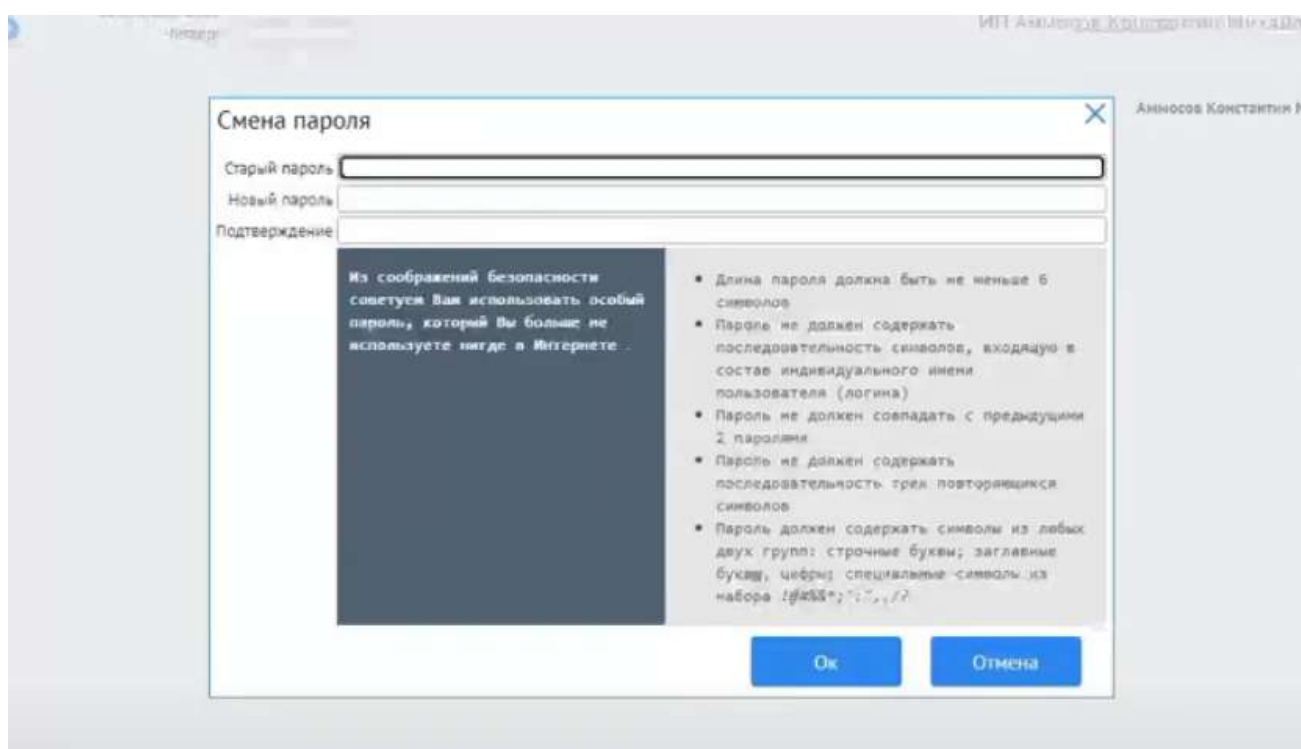 Амносов Константин
Смена пароля
Старый пароль
Новый пароль
Подтверждение
Из соображений безопасности
советуем Вам использовать особый
пароль, который Вы больше не
используете нигде в Интернете .
Длина пароля должна быть не меньше 6
символов
Пароль не должен содержать
последовательность символов, входящую в
состав индивидуального имени
пользователя (логина)
Пароль не должен совпадать с предыдущими
2 паролями
Пароль не должен содержать
последовательность трех повторяющихся
символов
Пароль должен содержать символы из любых
двух групп: строчные буквы; заглавные
буквы, цифры; специальные символы из
набора
Ок
Отмена